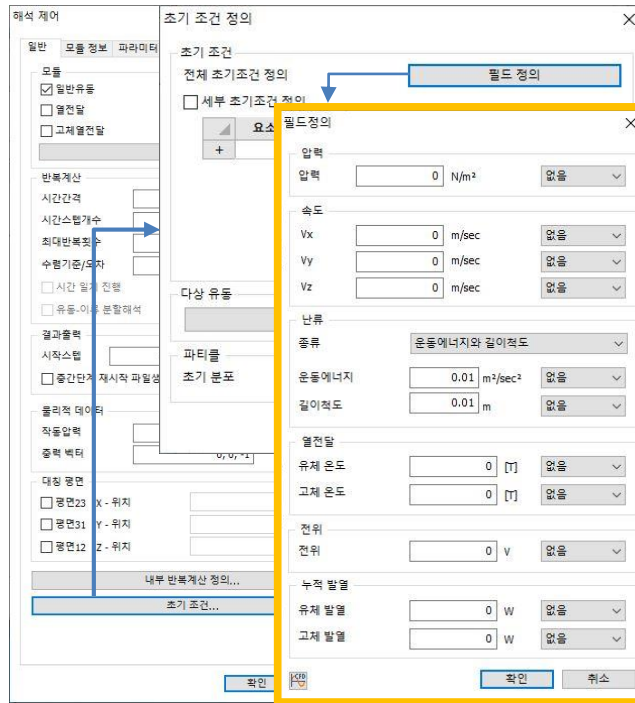 해석 제어
일반 모듈 정보 파라미터
모듈
일반유동
열전달
고체열전달
반복계산
시간간격
시간스텝개수
최대반복횟수
수렴기준/오차
시간 일치 진행
유동-이류 분할해석
결과출력
시작스텝
중간단계 재시작 파일생
물리적 데이터
작동압력
중력 벡터 0, 0, -1
대칭 평면
평면23 X - 위치
평면31 Y - 위치
평면12 Z - 위치
내부 반복계산 정의...
초기 조건...
확인
초기 조건 정의
초기 조건
전체 초기조건 정의 필드 정의
세부 초기조건 정의
요소
+
다상 유동
파티클
초기 분포
필드정의
압력
압력 0 N/m² 없음
속도
Vx 0 m/sec 없음
Vy 0 m/sec 없음
Vz 0 m/sec 없음
난류
종류 운동에너지와 길이척도
운동에너지 0.01 m²/sec² 없음
길이척도 0.01 m 없음
열전달
유체 온도 0 [T] 없음
고체 온도 0 [T] 없음
전위
전위 0 V 없음
누적 발열
유체 발열 0 W 없음
고체 발열 0 W 없음
확인 취소